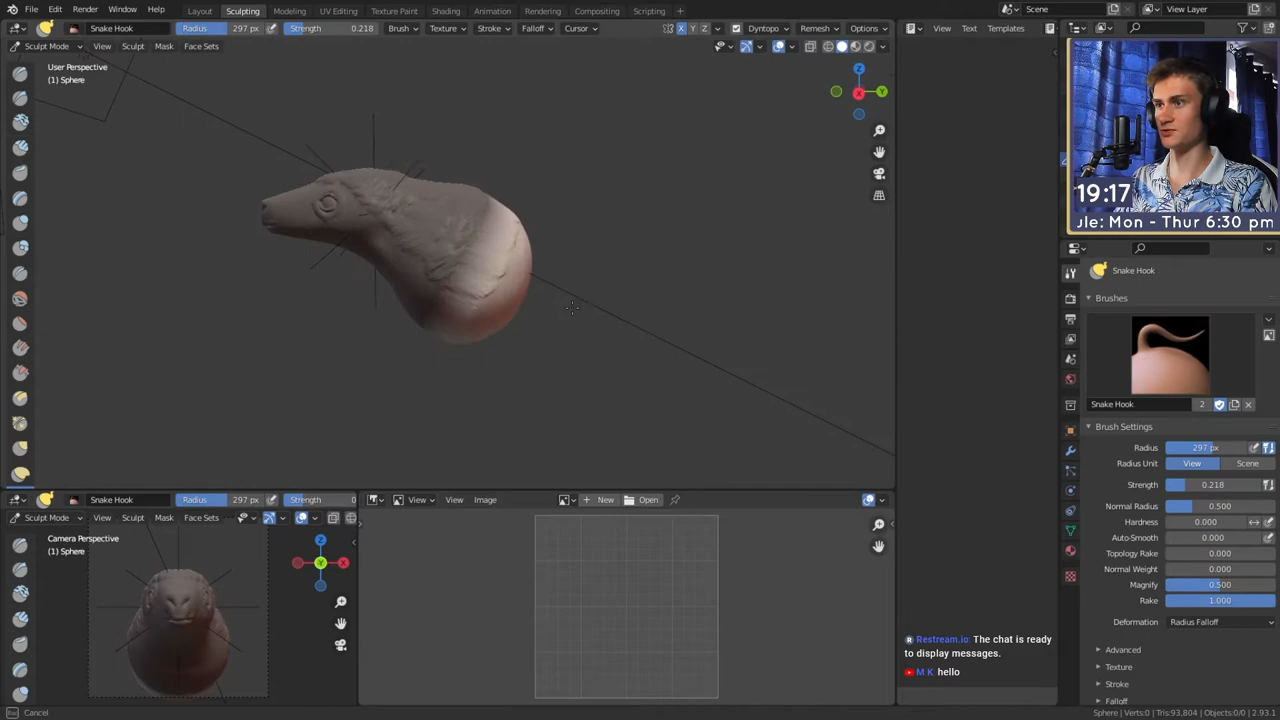 File Edit Render Window Help
Layout Sculpting Modeling UV Editing Texture Paint Shading Animation Rendering Compositing Scripting
Scene
View Layer
Snake Hook
Radius 297 px
Strength 0.218
Brush Texture Stroke Falloff Cursor
X Y Z
Dyntopo Remesh Options
View Text Templates
Sculpt Mode View Sculpt Mask Face Sets
User Perspective
(1) Sphere
Z
X
Y
19:17
ule: Mon - Thur 6:30 pm
Snake Hook
Brushes
Snake Hook 2
Brush Settings
Radius 297 px
Radius Unit View Scene
Strength 0.218
Normal Radius 0.500
Hardness 0.000
Auto-Smooth 0.000
Topology Rake 0.000
Normal Weight 0.000
Magnify 0.500
Rake 1.000
Deformation Radius Falloff
Advanced
Texture
Stroke
Falloff
Snake Hook
Radius 297 px
Strength 0
View View Image
New Open
Sculpt Mode View Sculpt Mask Face Sets
Camera Perspective
(1) Sphere
Z
Y
X
Restream.io The chat is ready
to display messages.
M K hello
Cancel
Sphere | Verts:0 | Tris:93,804 | Objects:0/0 | 2.93.1